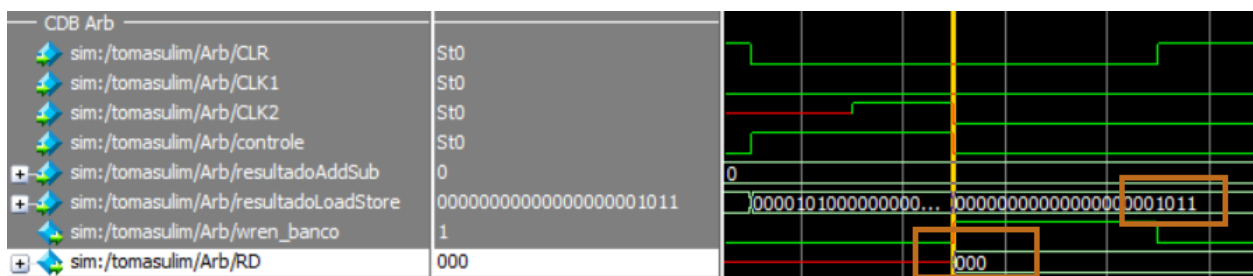 CDB Arb
sim:/tomasulim/Arb/CLR St0
sim:/tomasulim/Arb/CLK1 St0
sim:/tomasulim/Arb/CLK2 St0
sim:/tomasulim/Arb/controle St0
sim:/tomasulim/Arb/resultadoAddSub 0 0
sim:/tomasulim/Arb/resultadoLoadStore 00000000000000000001011 0000101000000000... 00000000000000000001011
sim:/tomasulim/Arb/wren_banco 1
sim:/tomasulim/Arb/RD 000 000